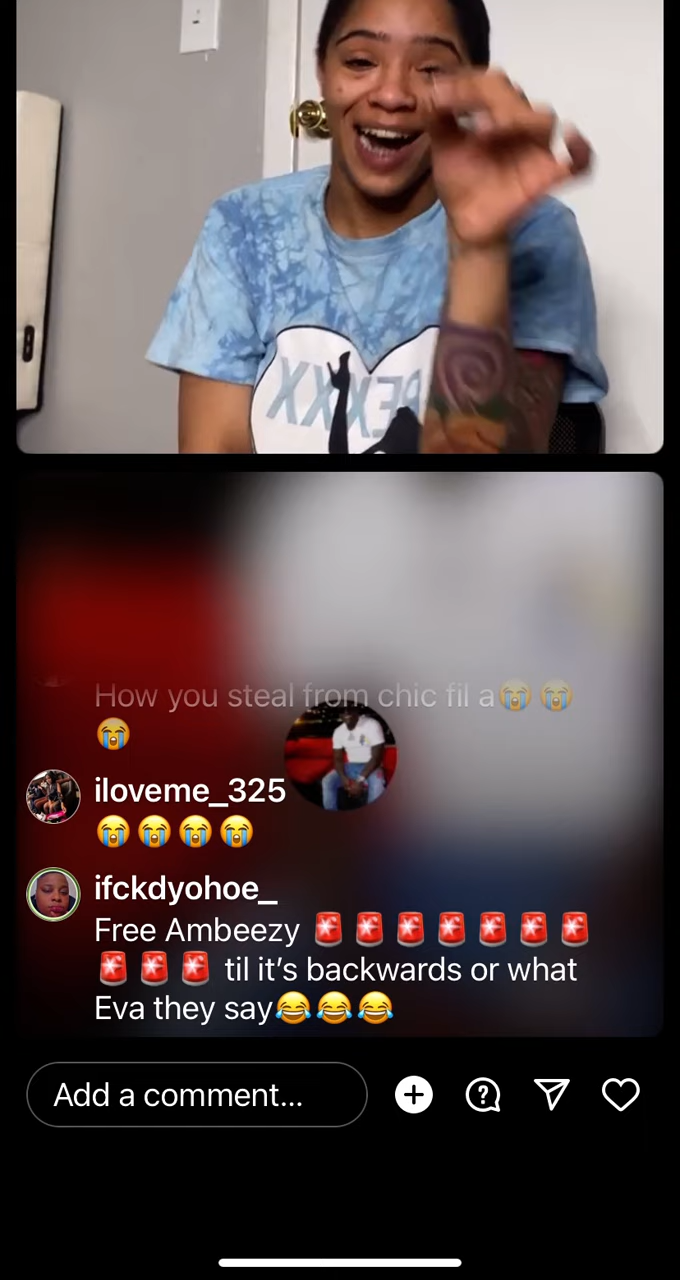 How you steal from chic fil a😭😭
😭
iloveme_325
😭😭😭😭
ifckdyohoe_
Free Ambeezy 🚨🚨🚨🚨🚨🚨🚨
🚨🚨🚨 til it’s backwards or what
Eva they say😂😂😂
Add a comment...